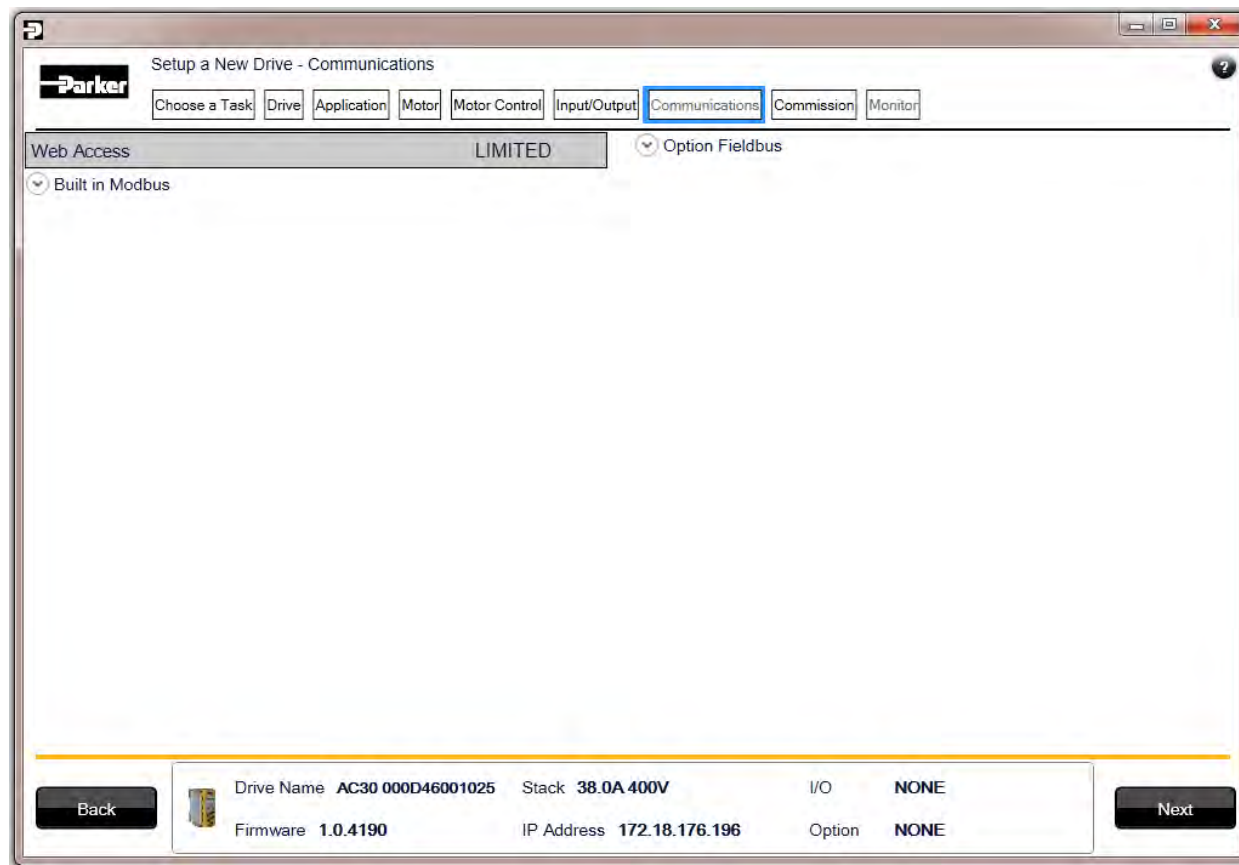 Setup a New Drive - Communications
?
Parker
Choose a Task Drive Application Motor Motor Control Input/Output Communications Commission Monitor
Web Access LIMITED
Option Fieldbus
Built in Modbus
Back
Drive Name AC30 000D46001025 Stack 38.0A 400V I/O NONE
Firmware 1.0.4190 IP Address 172.18.176.196 Option NONE
Next